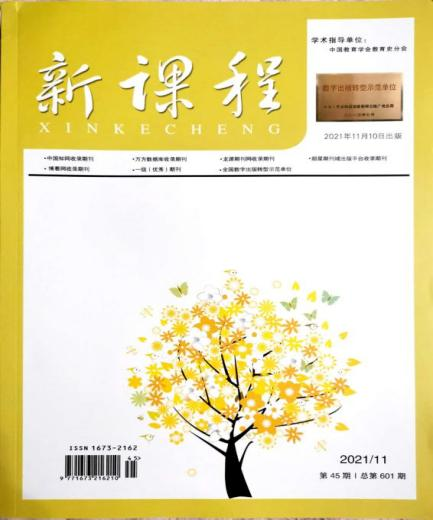 学术指导单位：
中国教育学会教育史分会
新课程
XINKECHENG
数字出版转型示范单位
2021年11月10日出版
·中国知网收录期刊
·万方数据库收录期刊
·龙源期刊网收录期刊
·超星期刊域出版平台收录期刊
·博看网收录期刊
·一级（优秀）期刊
·全国数字出版转型示范单位
ISSN 1673-2162
45>
9 771673 216210
2021/11
第 45 期 | 总第 601 期